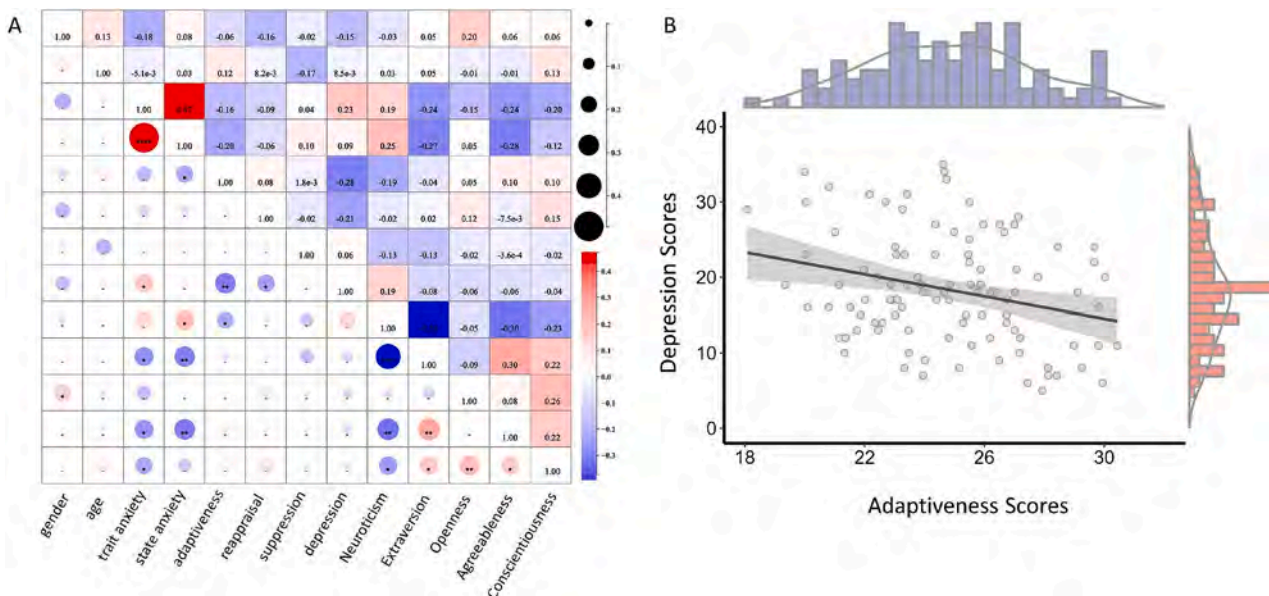 A
1.00 0.13 -0.18 0.08 -0.06 -0.16 -0.02 -0.15 -0.03 0.05 0.20 0.06 0.06
1.00 -5.1e-3 0.03 0.12 8.2e-3 -0.17 8.5e-3 0.03 0.05 -0.01 -0.01 0.13
1.00 -0.16 -0.09 0.04 0.23 0.19 -0.24 -0.15 -0.24 -0.20
1.00 -0.20 -0.06 0.10 0.09 0.25 -0.27 0.05 -0.28 -0.12
1.00 0.08 1.8e-3 -0.28 -0.19 -0.04 0.05 0.10 0.10
1.00 -0.02 -0.21 -0.02 0.02 0.12 -7.5e-3 0.15
1.00 0.06 -0.13 -0.13 -0.02 -3.6e-4 -0.02
1.00 0.19 -0.08 -0.06 -0.06 -0.04
1.00 -0.05 -0.30 -0.23
1.00 -0.09 0.30 0.22
1.00 0.08 0.26
1.00 0.22
1.00
gender
age
trait anxiety
state anxiety
adaptiveness
reappraisal
suppression
depression
Neuroticism
Extraversion
Openness
Agreeableness
Conscientiousness
0.1
0.2
0.3
0.4
0.4
0.3
0.2
0.1
0.0
-0.1
-0.2
-0.3
B
Depression Scores
40
30
20
10
0
18 22 26 30
Adaptiveness Scores